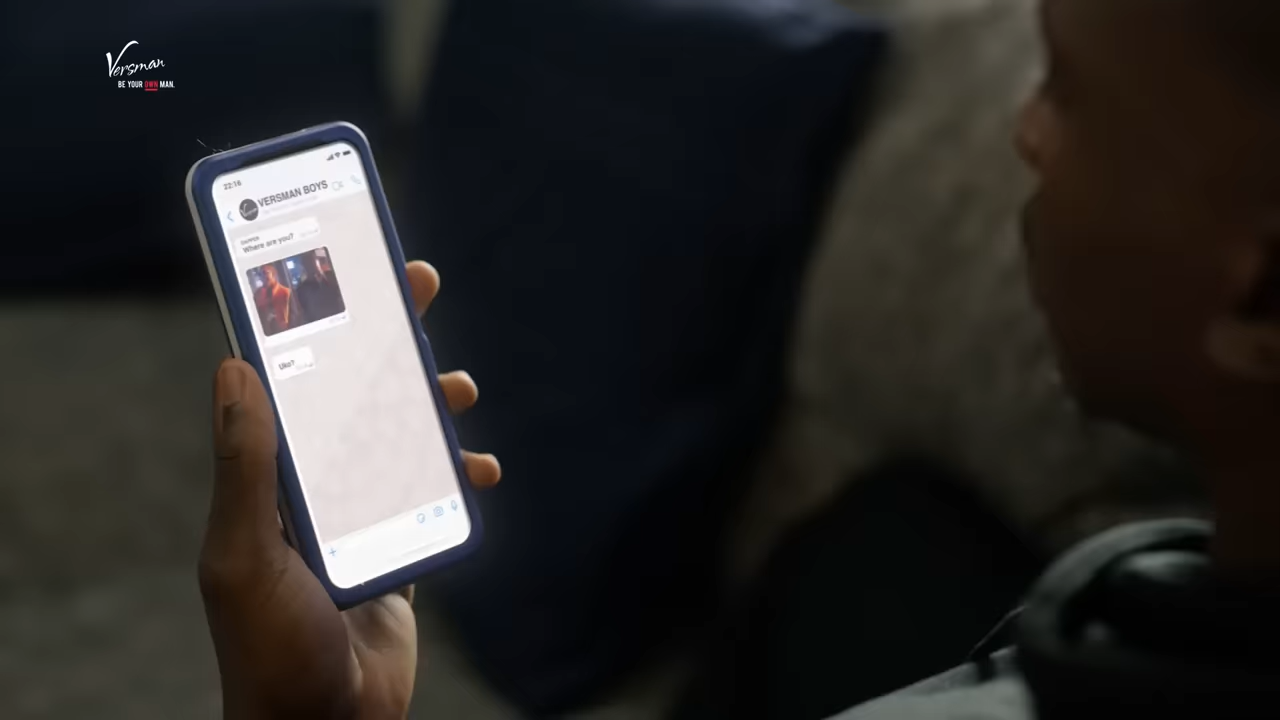 Versman
BE YOUR OWN MAN.
22:16
VERSMAN BOYS
Where are you?
Uko?